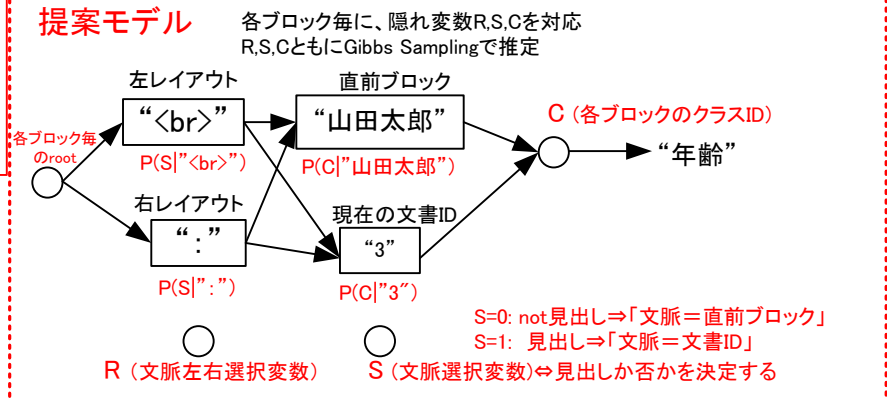 提案モデル
各ブロック毎に、隠れ変数R,S,Cを対応
R,S,CともにGibbs Samplingで推定
左レイアウト
直前ブロック
“<br>”
“山田太郎”
C (各ブロックのクラスID)
各ブロック毎
のroot
P(S|"<br>")
P(C|"山田太郎")
“年齢”
右レイアウト
現在の文書ID
“:”
“3”
P(S|":")
P(C|"3")
S=0: not見出し⇒「文脈=直前ブロック」
S=1: 見出し⇒「文脈=文書ID」
R (文脈左右選択変数)
S (文脈選択変数)⇔見出しか否かを決定する